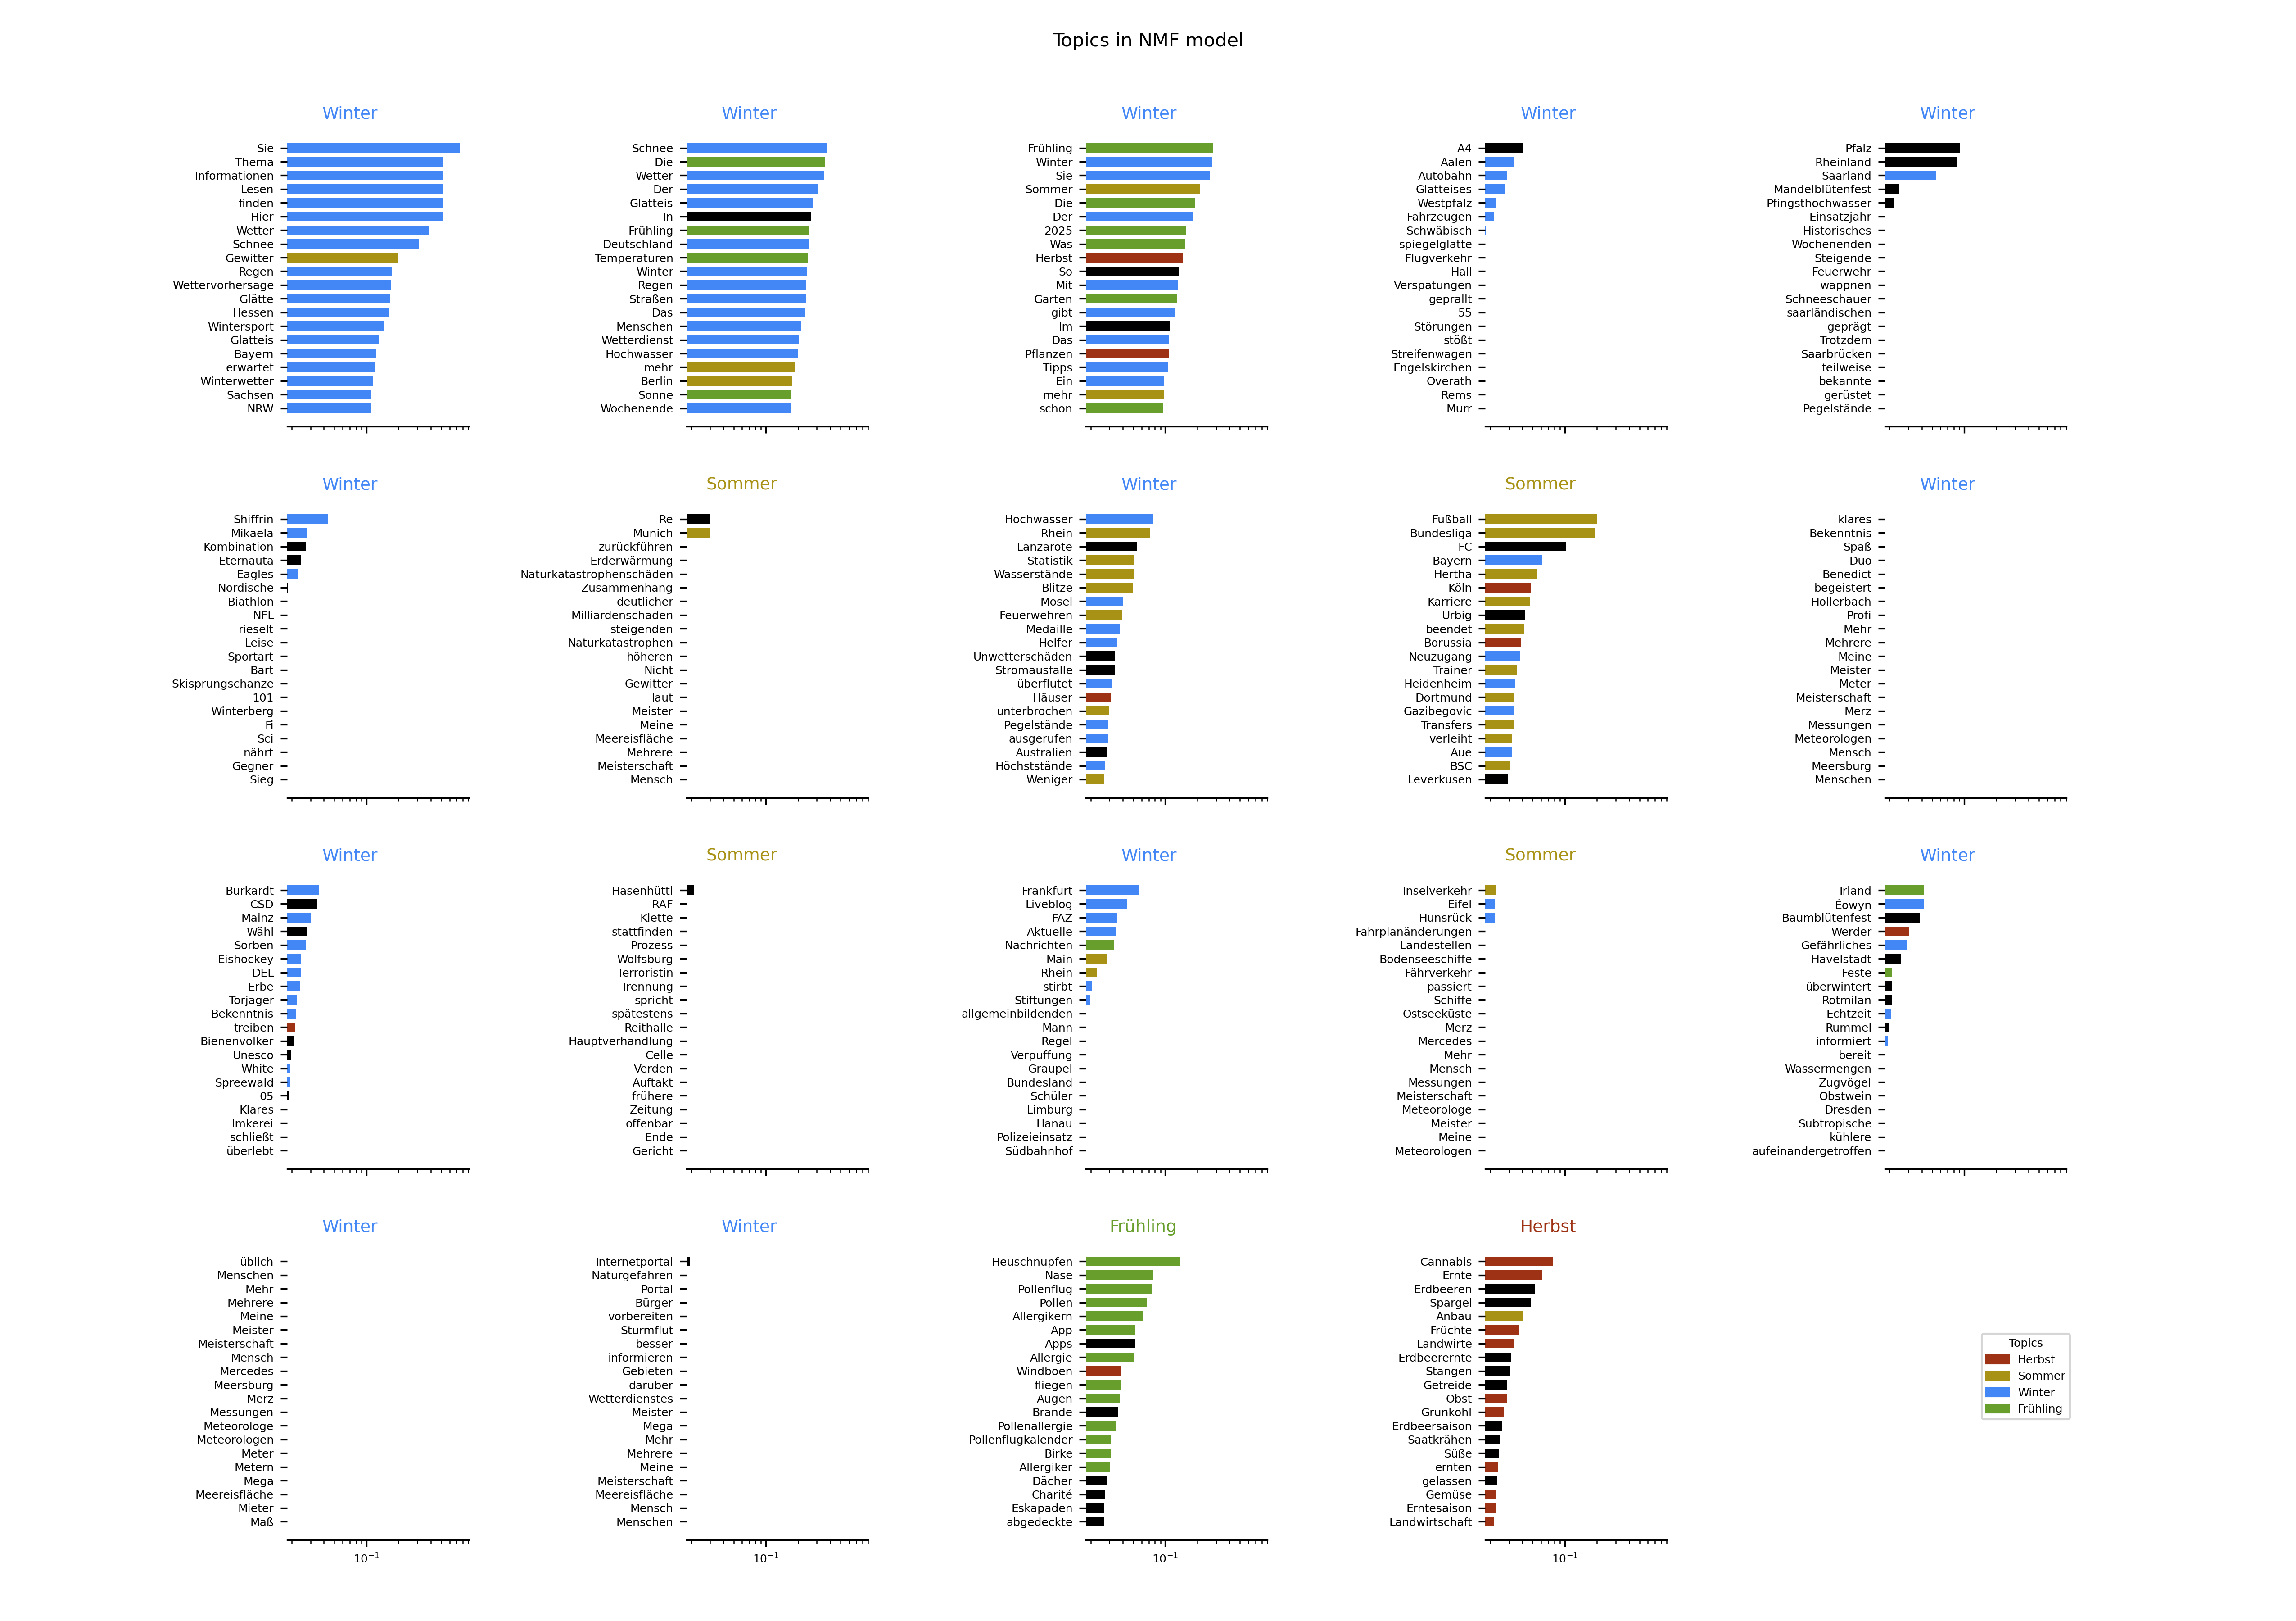 Topics in NMF model
Winter
Sie
Thema
Informationen
Lesen
finden
Hier
Wetter
Schnee
Gewitter
Regen
Wettervorhersage
Glätte
Hessen
Wintersport
Glatteis
Bayern
erwartet
Winterwetter
Sachsen
NRW
Winter
Schnee
Die
Wetter
Der
Glatteis
In
Frühling
Deutschland
Temperaturen
Winter
Regen
Straßen
Das
Menschen
Wetterdienst
Hochwasser
mehr
Berlin
Sonne
Wochenende
Winter
Frühling
Winter
Sie
Sommer
Die
Der
2025
Was
Herbst
So
Mit
Garten
gibt
Im
Das
Pflanzen
Tipps
Ein
mehr
schon
Winter
A4
Aalen
Autobahn
Glatteises
Westpfalz
Fahrzeugen
Schwäbisch
spiegelglatte
Flugverkehr
Hall
Verspätungen
geprallt
55
Störungen
stößt
Streifenwagen
Engelskirchen
Overath
Rems
Murr
Winter
Pfalz
Rheinland
Saarland
Mandelblütenfest
Pfingsthochwasser
Einsatzjahr
Historisches
Wochenenden
Steigende
Feuerwehr
wappnen
Schneeschauer
saarländischen
geprägt
Trotzdem
Saarbrücken
teilweise
bekannte
gerüstet
Pegelstände
Winter
Shiffrin
Mikaela
Kombination
Eternauta
Eagles
Nordische
Biathlon
NFL
rieselt
Leise
Sportart
Bart
Skisprungschanze
101
Winterberg
Fi
Sci
nährt
Gegner
Sieg
Sommer
Re
Munich
zurückführen
Erderwärmung
Naturkatastrophenschäden
Zusammenhang
deutlicher
Milliardenschäden
steigenden
Naturkatastrophen
höheren
Nicht
Gewitter
laut
Meister
Meine
Meereisfläche
Mehrere
Meisterschaft
Mensch
Winter
Hochwasser
Rhein
Lanzarote
Statistik
Wasserstände
Blitze
Mosel
Feuerwehren
Medaille
Helfer
Unwetterschäden
Stromausfälle
überflutet
Häuser
unterbrochen
Pegelstände
ausgerufen
Australien
Höchststände
Weniger
Sommer
Fußball
Bundesliga
FC
Bayern
Hertha
Köln
Karriere
Urbig
beendet
Borussia
Neuzugang
Trainer
Heidenheim
Dortmund
Gazibegovic
Transfers
verleiht
Aue
BSC
Leverkusen
Winter
klares
Bekenntnis
Spaß
Duo
Benedict
begeistert
Hollerbach
Profi
Mehr
Mehrere
Meine
Meister
Meter
Meisterschaft
Merz
Messungen
Meteorologen
Mensch
Meersburg
Menschen
Winter
Burkardt
CSD
Mainz
Wähl
Sorben
Eishockey
DEL
Erbe
Torjäger
Bekenntnis
treiben
Bienenvölker
Unesco
White
Spreewald
05
Klares
Imkerei
schließt
überlebt
Sommer
Hasenhüttl
RAF
Klette
stattfinden
Prozess
Wolfsburg
Terroristin
Trennung
spricht
spätestens
Reithalle
Hauptverhandlung
Celle
Verden
Auftakt
frühere
Zeitung
offenbar
Ende
Gericht
Winter
Frankfurt
Liveblog
FAZ
Aktuelle
Nachrichten
Main
Rhein
stirbt
Stiftungen
allgemeinbildenden
Mann
Regel
Verpuffung
Graupel
Bundesland
Schüler
Limburg
Hanau
Polizeieinsatz
Südbahnhof
Sommer
Inselverkehr
Eifel
Hunsrück
Fahrplanänderungen
Landestellen
Bodenseeschiffe
Fährverkehr
passiert
Schiffe
Ostseeküste
Merz
Mercedes
Mehr
Mensch
Messungen
Meisterschaft
Meteorologe
Meister
Meine
Meteorologen
Winter
Irland
Éowyn
Baumblütenfest
Werder
Gefährliches
Havelstadt
Feste
überwintert
Rotmilan
Echtzeit
Rummel
informiert
bereit
Wassermengen
Zugvögel
Obstwein
Dresden
Subtropische
kühlere
aufeinandergetroffen
Winter
üblich
Menschen
Mehr
Mehrere
Meine
Meister
Meisterschaft
Mensch
Mercedes
Meersburg
Merz
Messungen
Meteorologe
Meteorologen
Meter
Metern
Mega
Meereisfläche
Mieter
Maß
10⁻¹
Winter
Internetportal
Naturgefahren
Portal
Bürger
vorbereiten
Sturmflut
besser
informieren
Gebieten
darüber
Wetterdienstes
Meister
Mega
Mehr
Mehrere
Meine
Meisterschaft
Meereisfläche
Mensch
Menschen
10⁻¹
Frühling
Heuschnupfen
Nase
Pollenflug
Pollen
Allergikern
App
Apps
Allergie
Windböen
fliegen
Augen
Brände
Pollenallergie
Pollenflugkalender
Birke
Allergiker
Dächer
Charité
Eskapaden
abgedeckte
10⁻¹
Herbst
Cannabis
Ernte
Erdbeeren
Spargel
Anbau
Früchte
Landwirte
Erdbeerernte
Stangen
Getreide
Obst
Grünkohl
Erdbeersaison
Saatkrähen
Süße
ernten
gelassen
Gemüse
Erntesaison
Landwirtschaft
10⁻¹
Topics
Herbst
Sommer
Winter
Frühling